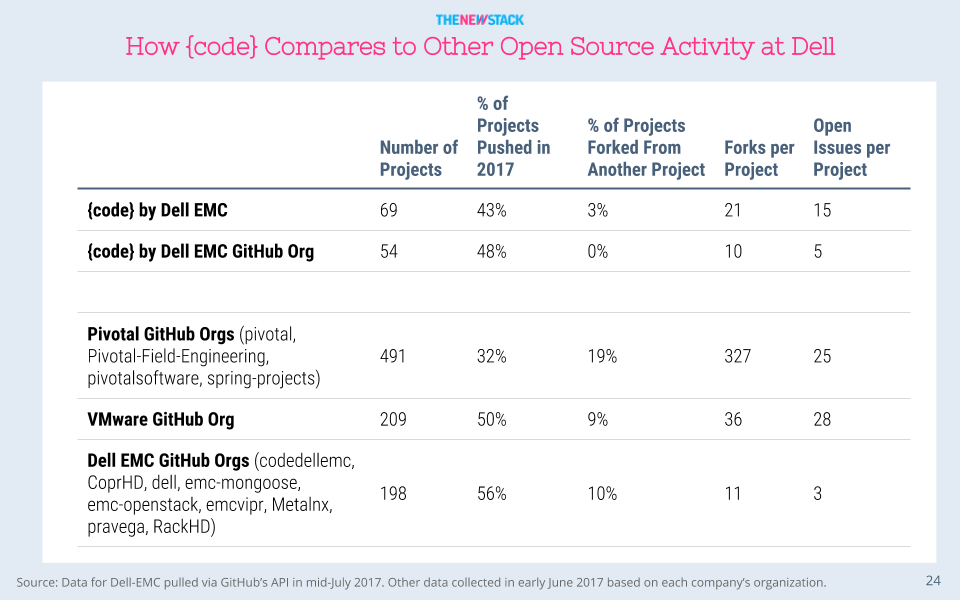 THENEWSTACK
How {code} Compares to Other Open Source Activity at Dell
Number of Projects
% of Projects Pushed in 2017
% of Projects Forked From Another Project
Forks per Project
Open Issues per Project
{code} by Dell EMC 69 43% 3% 21 15
{code} by Dell EMC GitHub Org 54 48% 0% 10 5
Pivotal GitHub Orgs (pivotal,
Pivotal-Field-Engineering,
pivotalsoftware, spring-projects)
491 32% 19% 327 25
VMware GitHub Org 209 50% 9% 36 28
Dell EMC GitHub Orgs (codedellemc,
CoprHD, dell, emc-mongoose,
emc-openstack, emcvipr, Metalnx,
pravega, RackHD)
198 56% 10% 11 3
Source: Data for Dell-EMC pulled via GitHub's API in mid-July 2017. Other data collected in early June 2017 based on each company's organization.
24